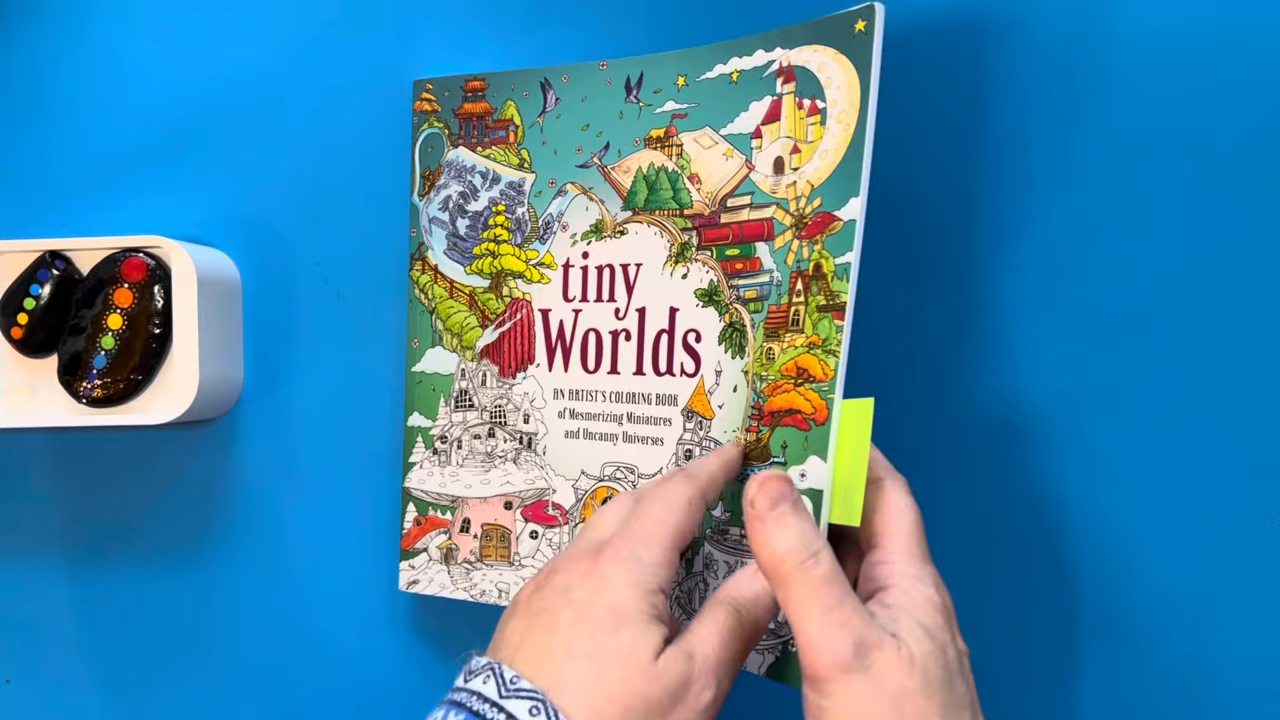 tiny
Worlds
AN ARTIST'S COLORING BOOK
of Mesmerizing Miniatures
and Uncanny Universes